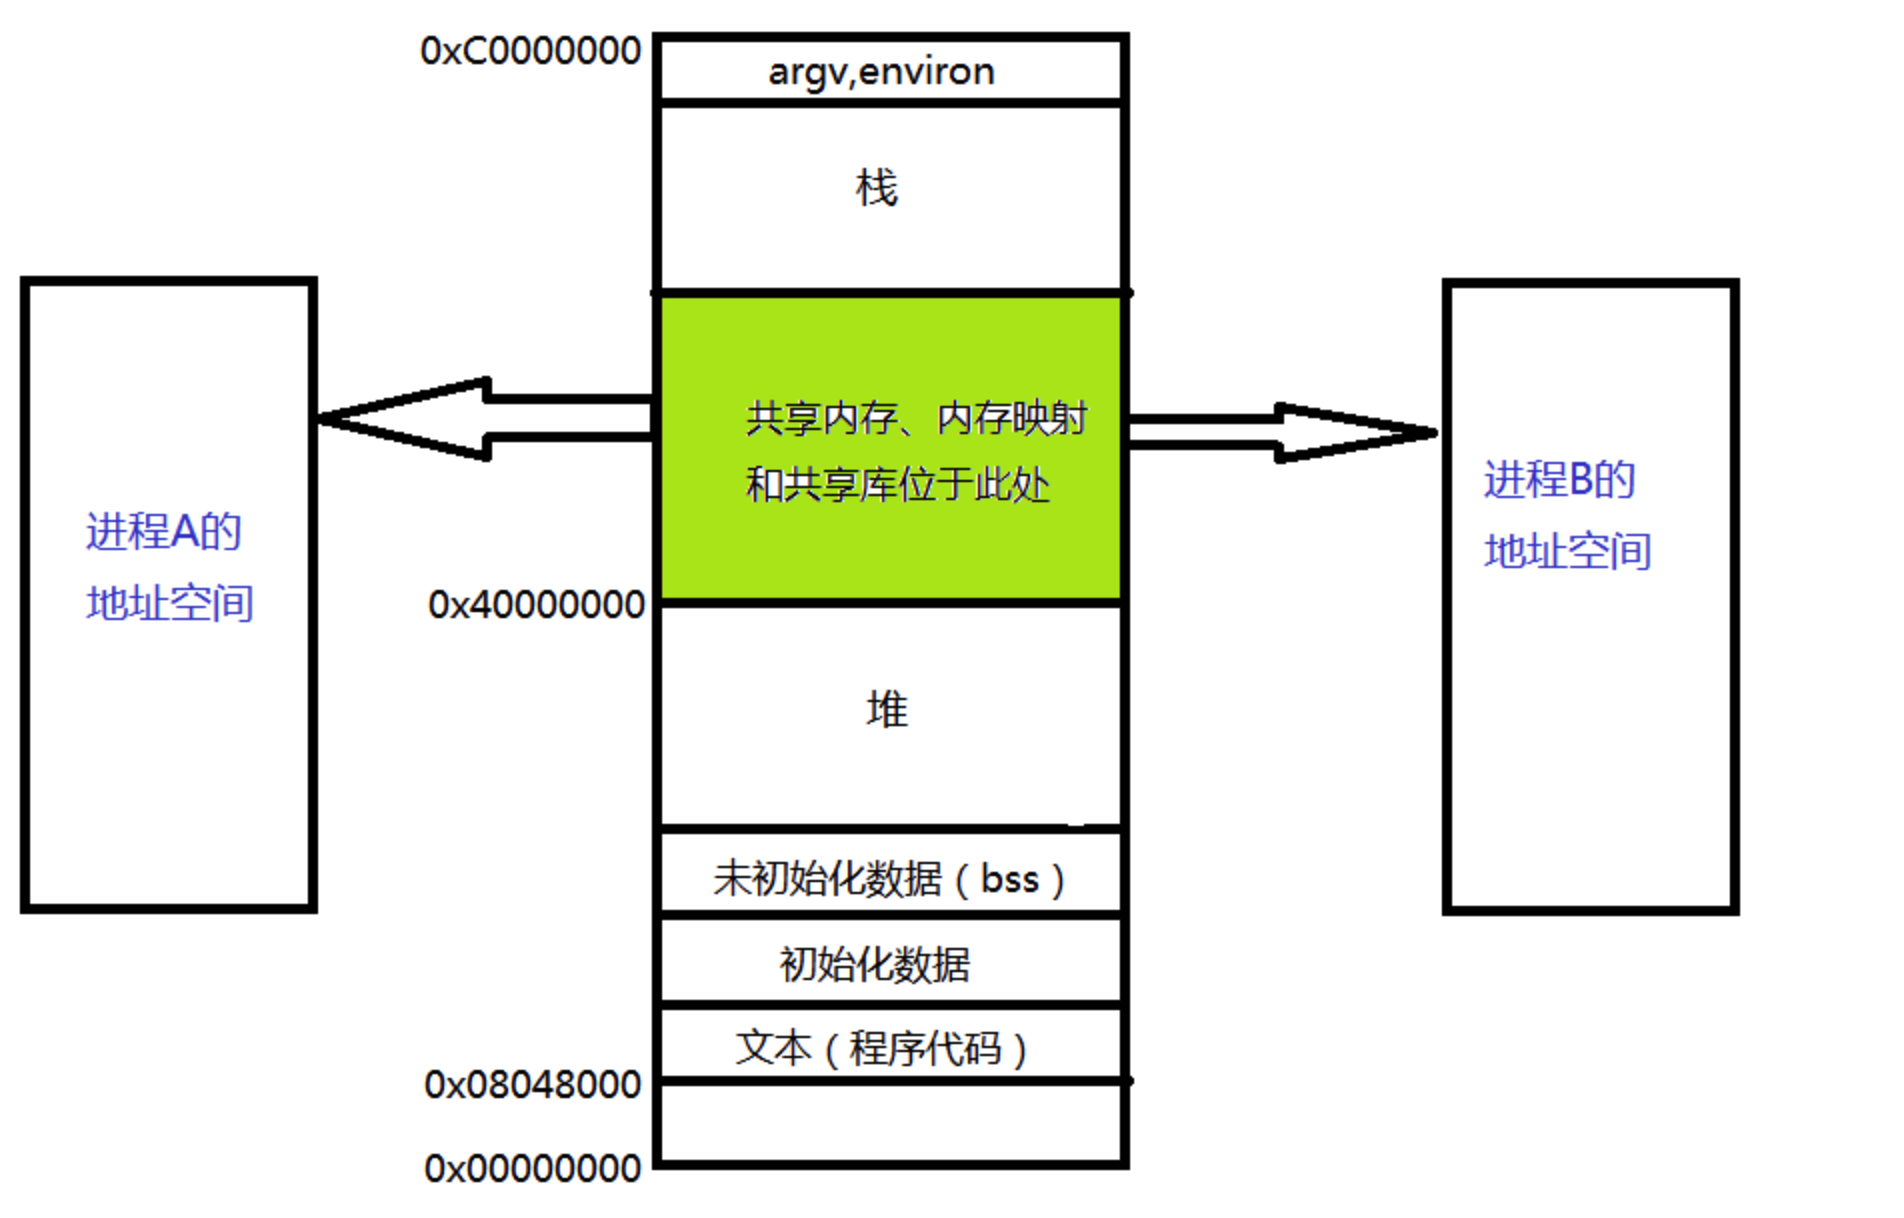 0xC0000000
argv,environ
栈
共享内存、内存映射
和共享库位于此处
进程A的
地址空间
进程B的
地址空间
0x40000000
堆
未初始化数据（bss）
初始化数据
文本（程序代码）
0x08048000
0x00000000